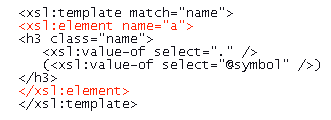 <xsl:template match="name">
<xsl:element name="a">
<h3 class="name">
<xsl:value-of select="." />
(<xsl:value-of select="@symbol" />)
</h3>
</xsl:element>
</xsl:template>